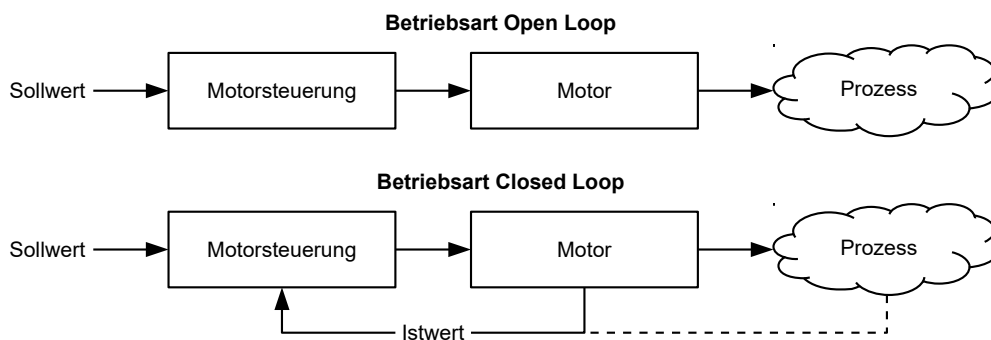 Betriebsart Open Loop
Sollwert
Motorsteuerung
Motor
Prozess
Betriebsart Closed Loop
Sollwert
Motorsteuerung
Motor
Prozess
Istwert